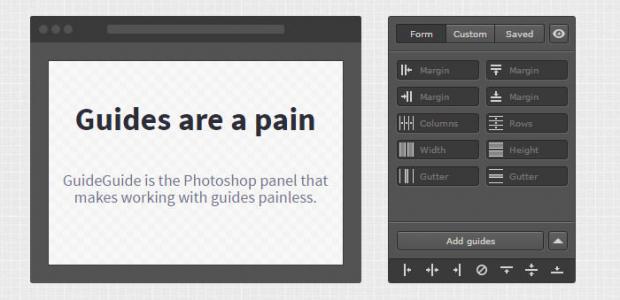 Guides are a pain
GuideGuide is the Photoshop panel that
makes working with guides painless.
Form Custom Saved
Margin Margin
Margin Margin
Columns Rows
Width Height
Gutter Gutter
Add guides